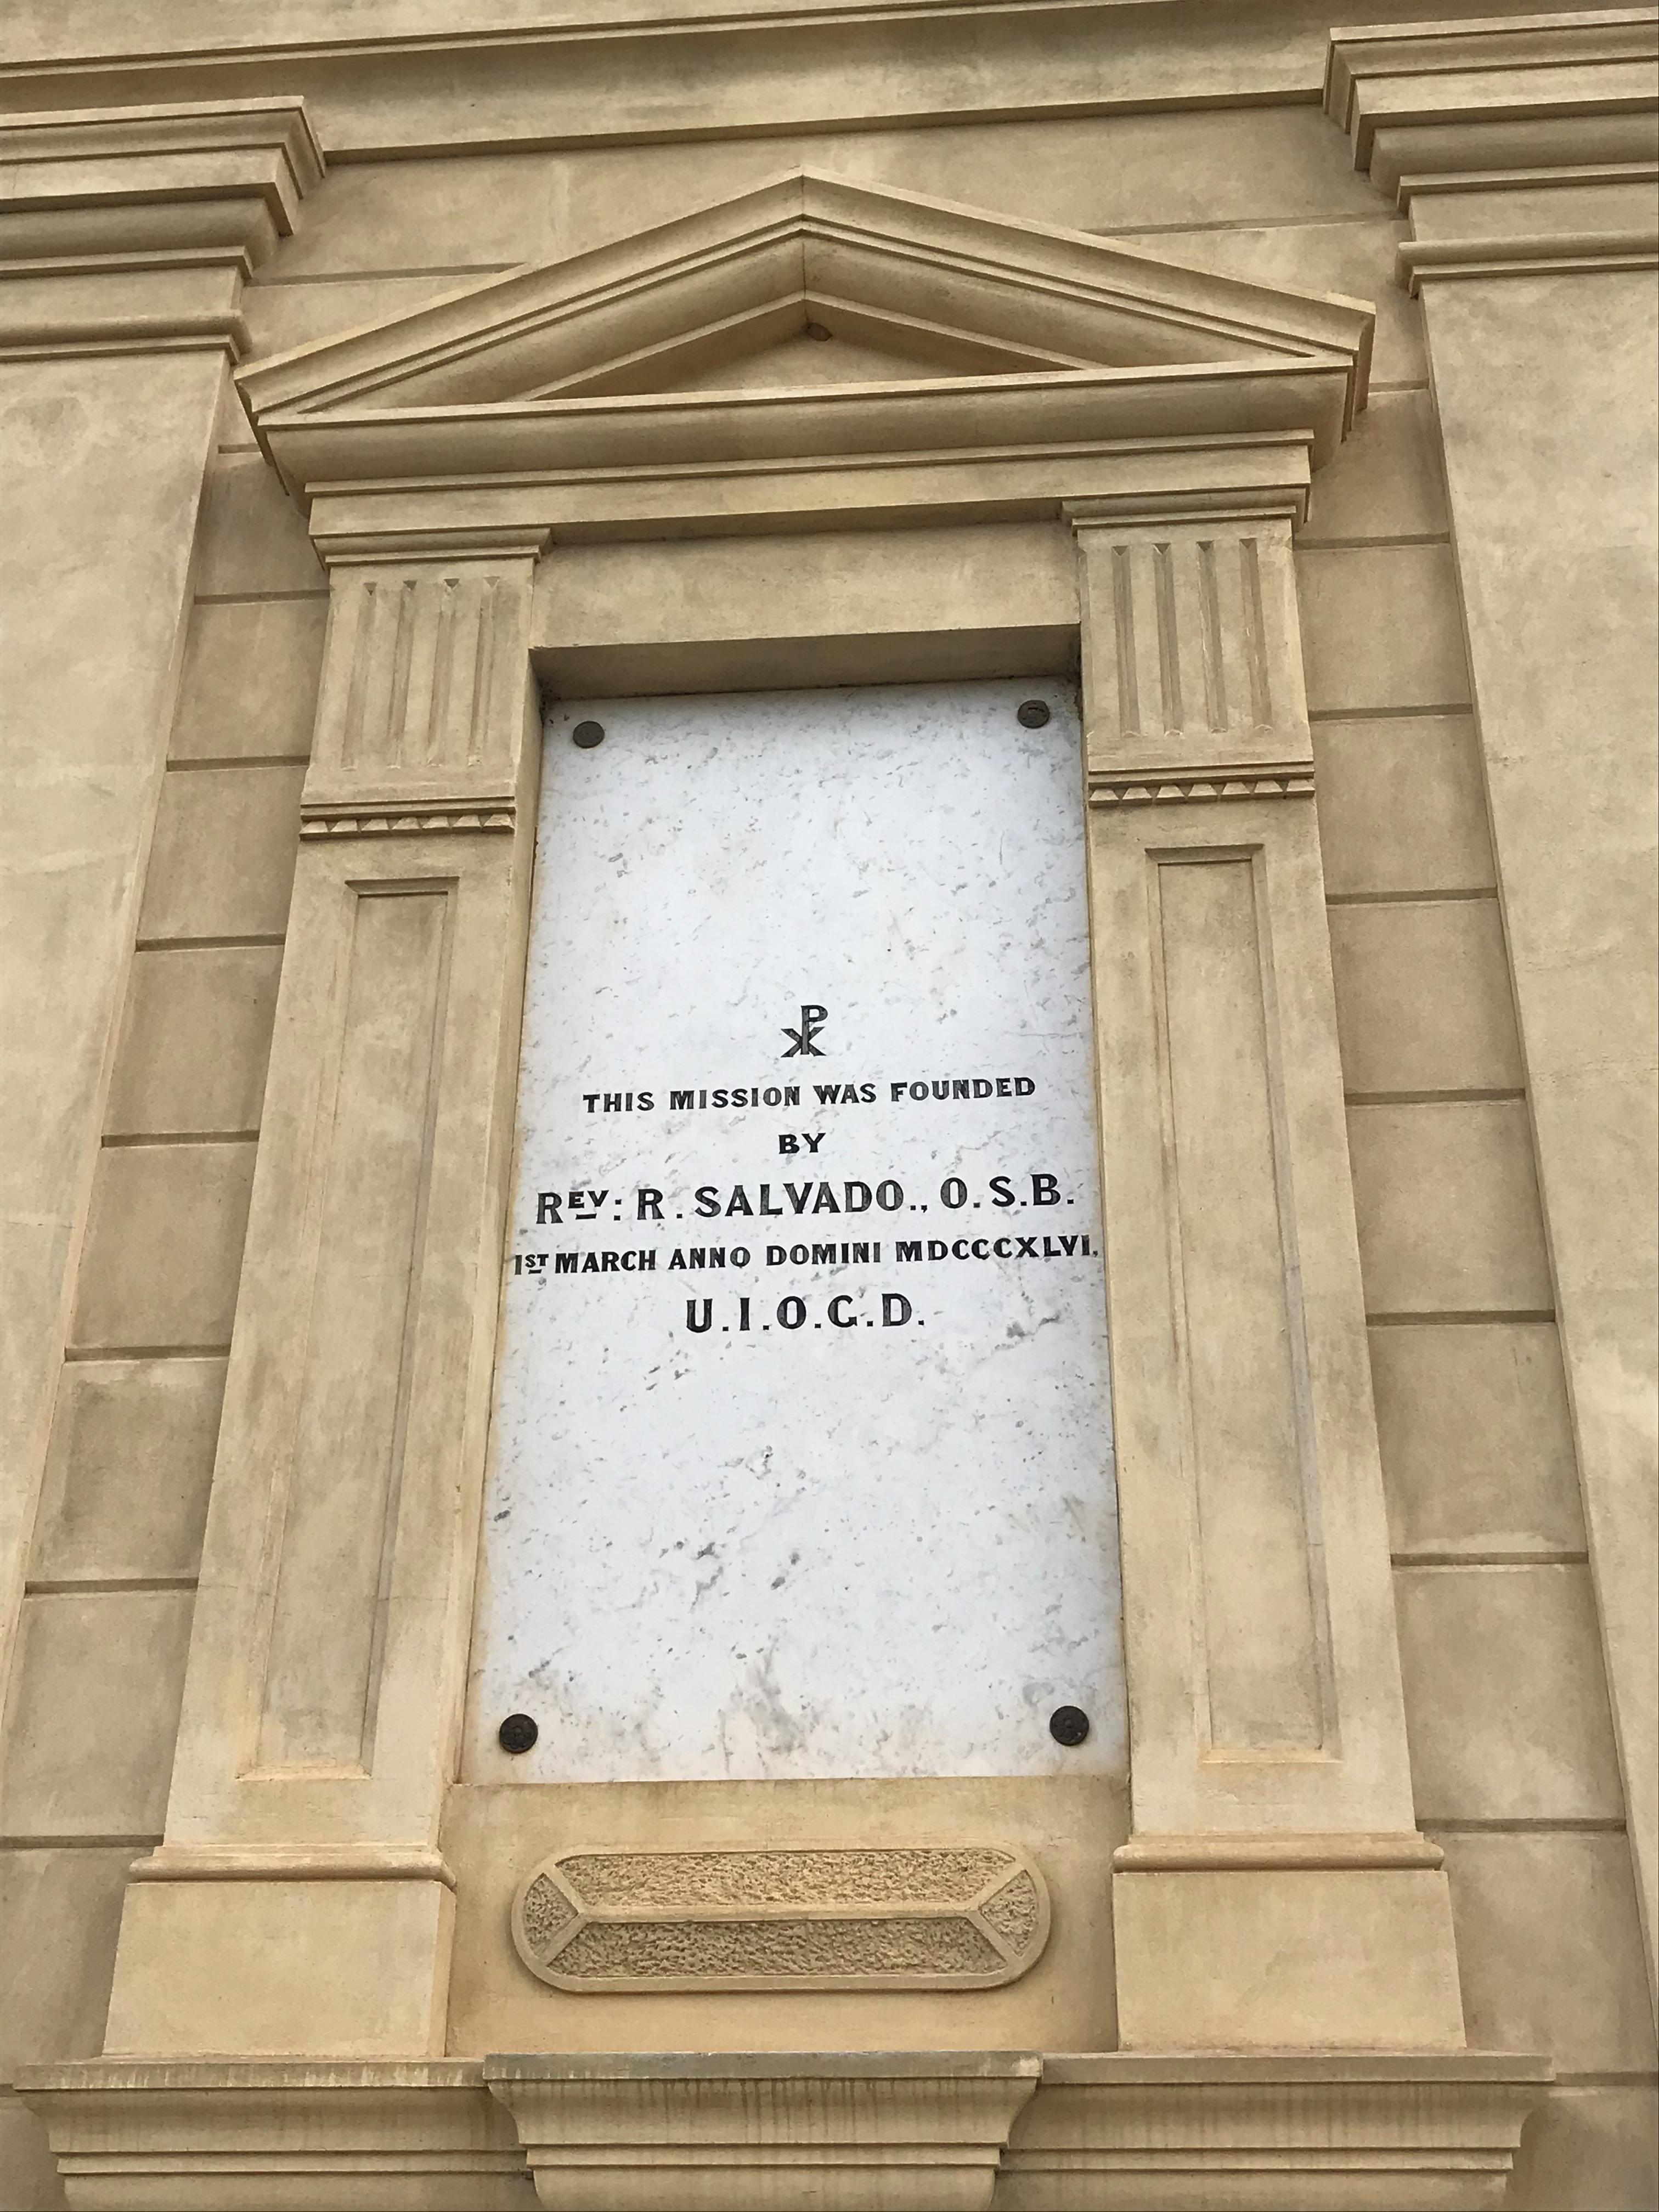 ☧
THIS MISSION WAS FOUNDED
BY
REV: R. SALVADO., O.S.B.
1ST MARCH ANNO DOMINI MDCCCXLVI.
U.I.O.G.D.